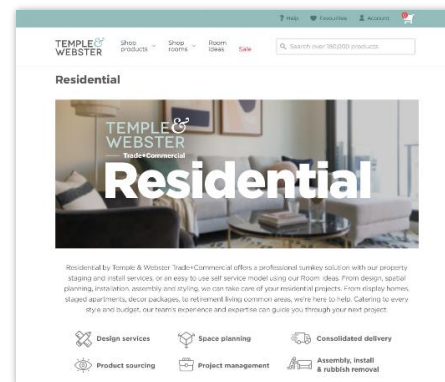 ? Help Favourites Account
TEMPLE &
WEBSTER
Shop
products
Shop
rooms
Room
Ideas
Sale
Search over 190,000 products
Residential
TEMPLE &
WEBSTER
Trade+Commercial
Residential
Residential by Temple & Webster Trade+Commercial offers a professional turnkey solution with our property
staging and install services, or an easy to use self service model using our Room Ideas. From design, spatial
planning, installation, assembly and styling, we can take care of your residential projects. From display homes,
staged apartments, decor packages, to retirement living common areas, we're here to help. Catering to every
style and budget, our team's experience and expertise can guide you through your next project.
Design services
Space planning
Consolidated delivery
Product sourcing
Project management
Assembly, install
& rubbish removal